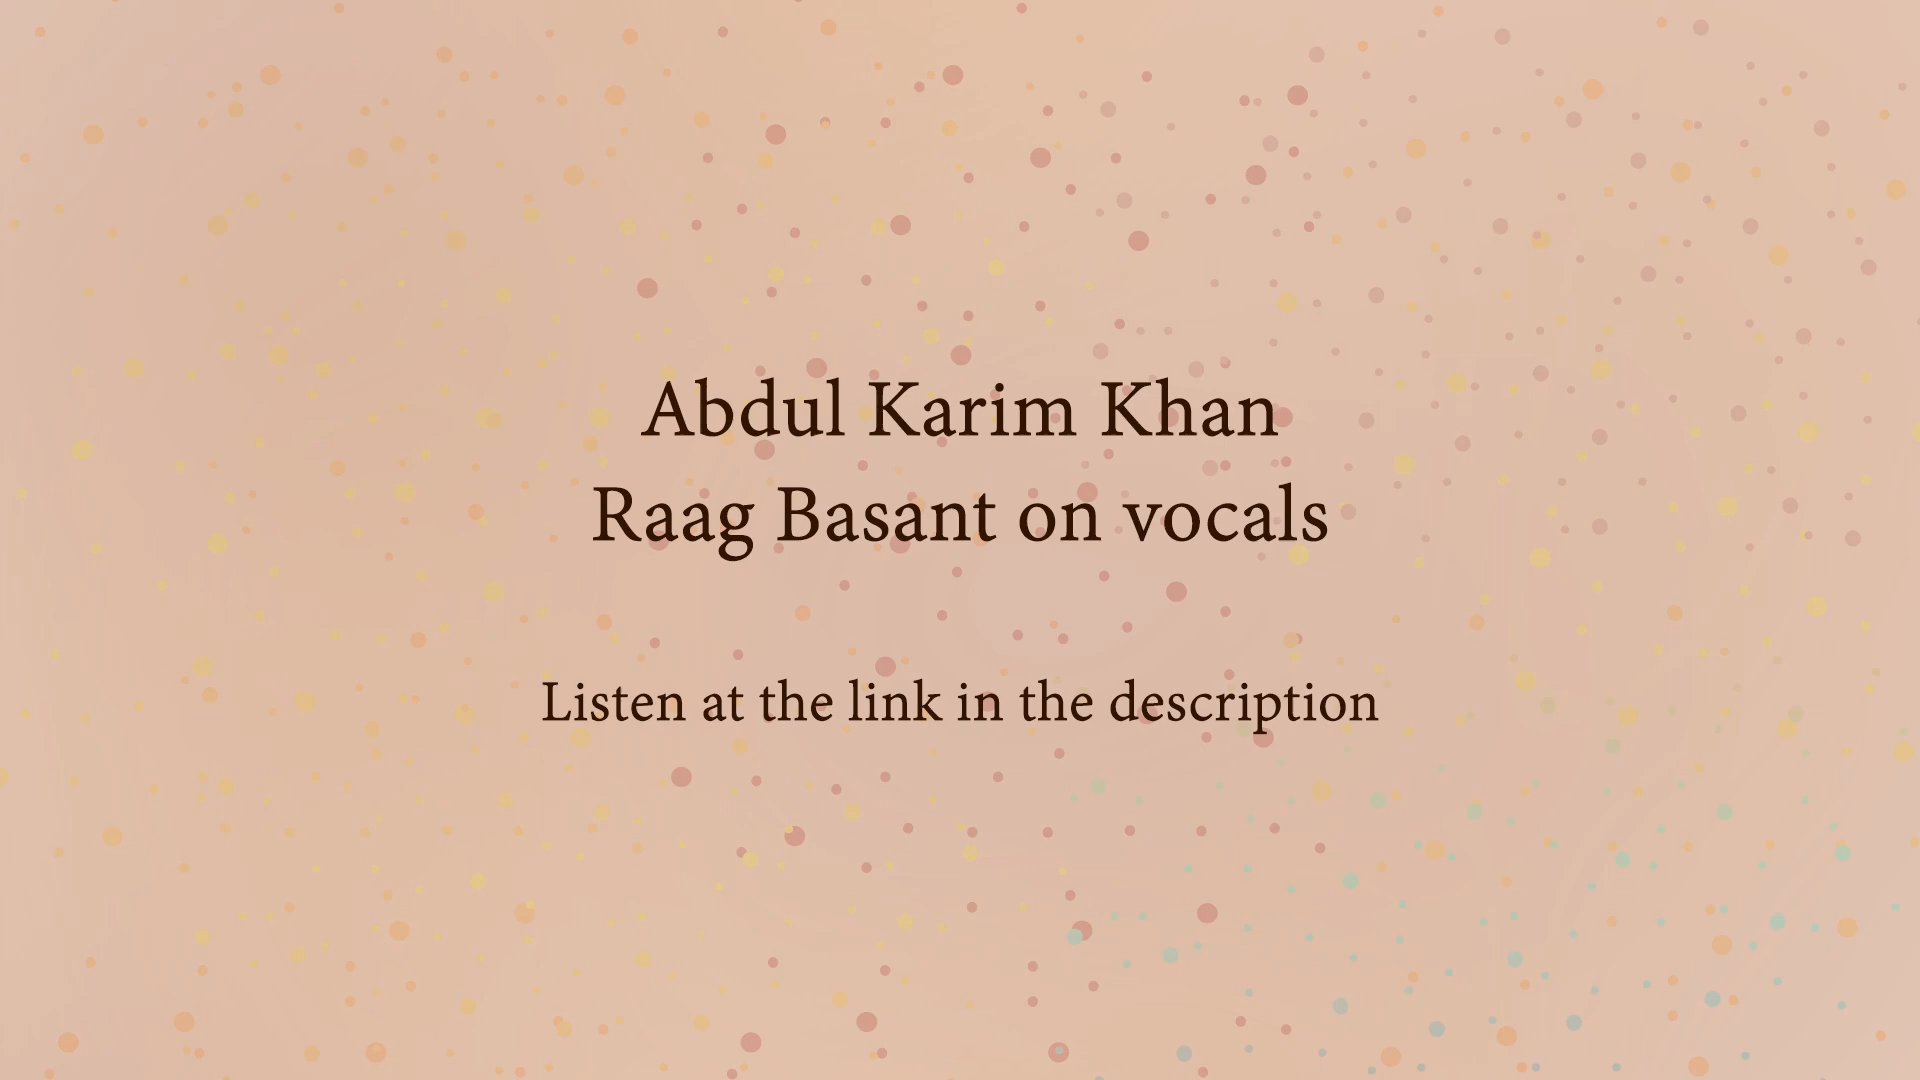 Abdul Karim Khan
Raag Basant on vocals
Listen at the link in the description